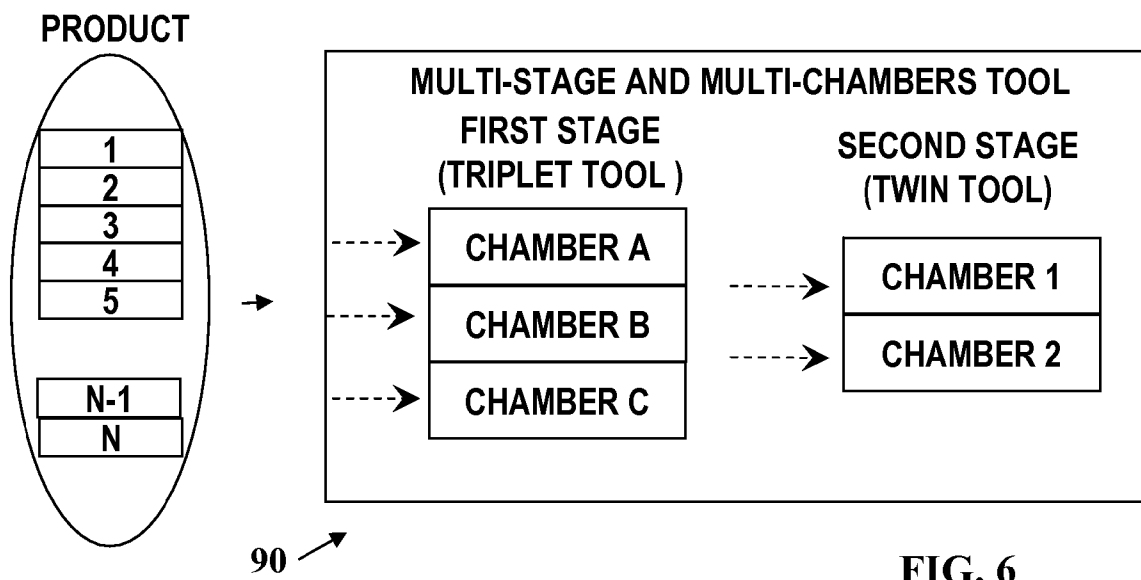 PRODUCT
1
2
3
4
5
N-1
N
MULTI-STAGE AND MULTI-CHAMBERS TOOL
FIRST STAGE
(TRIPLET TOOL )
CHAMBER A
CHAMBER B
CHAMBER C
SECOND STAGE
(TWIN TOOL)
CHAMBER 1
CHAMBER 2
90
FIG. 6